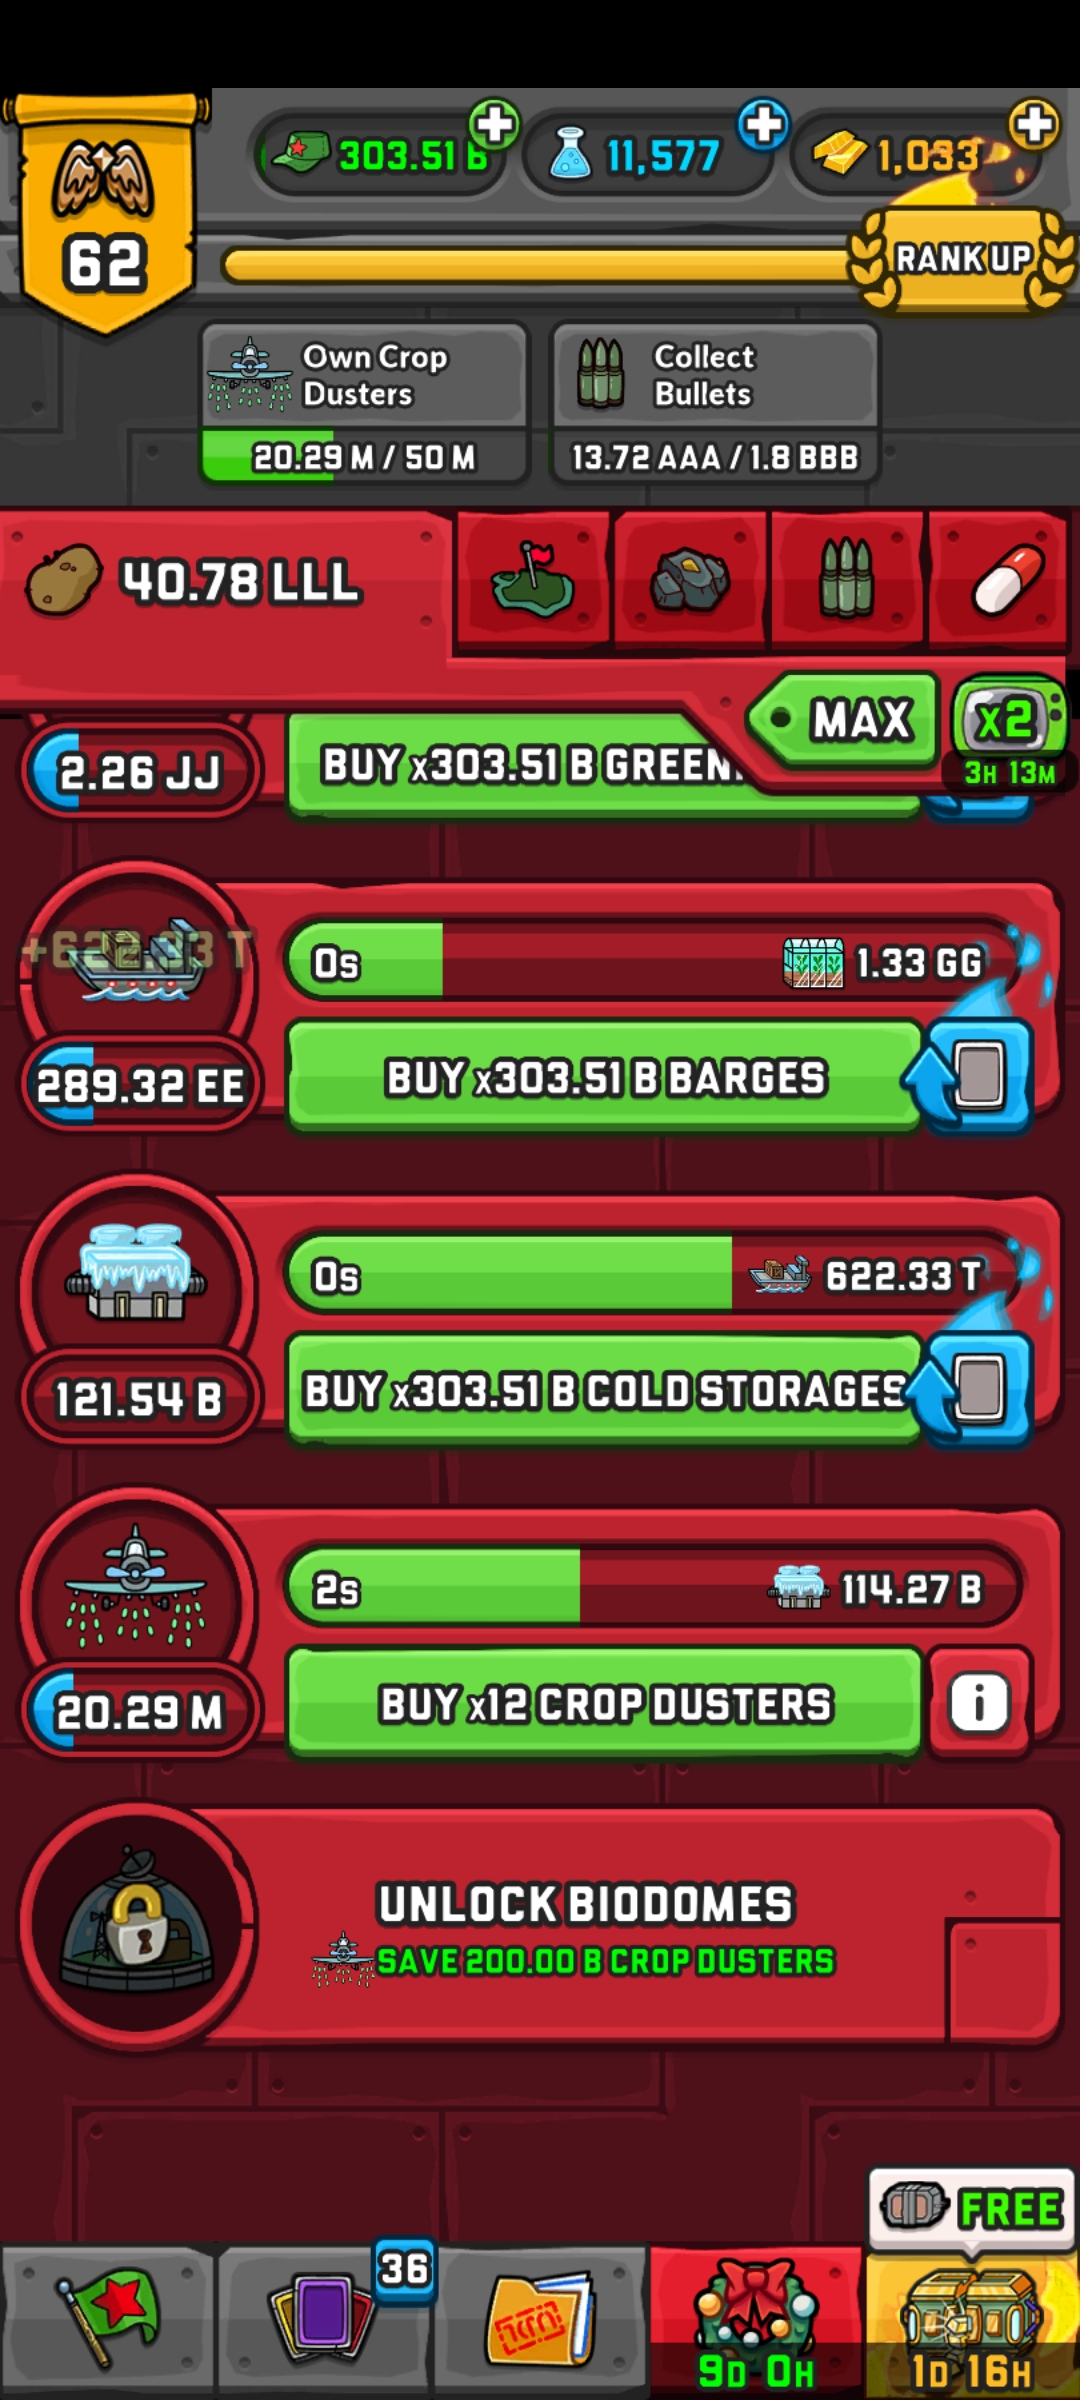 303.51 B
11,577
1,033
62
RANK UP
Own Crop
Dusters
20.29 M / 50 M
Collect
Bullets
13.72 AAA / 1.8 BBB
40.78 LLL
MAX
x2
3H 13M
2.26 JJ
BUY x303.51 B GREEN
+622.33 T
0s
1.33 GG
289.32 EE
BUY x303.51 B BARGES
0s
622.33 T
121.54 B
BUY x303.51 B COLD STORAGES
2s
114.27 B
20.29 M
BUY x12 CROP DUSTERS
i
UNLOCK BIODOMES
SAVE 200.00 B CROP DUSTERS
FREE
36
9D 0H
1D 16H